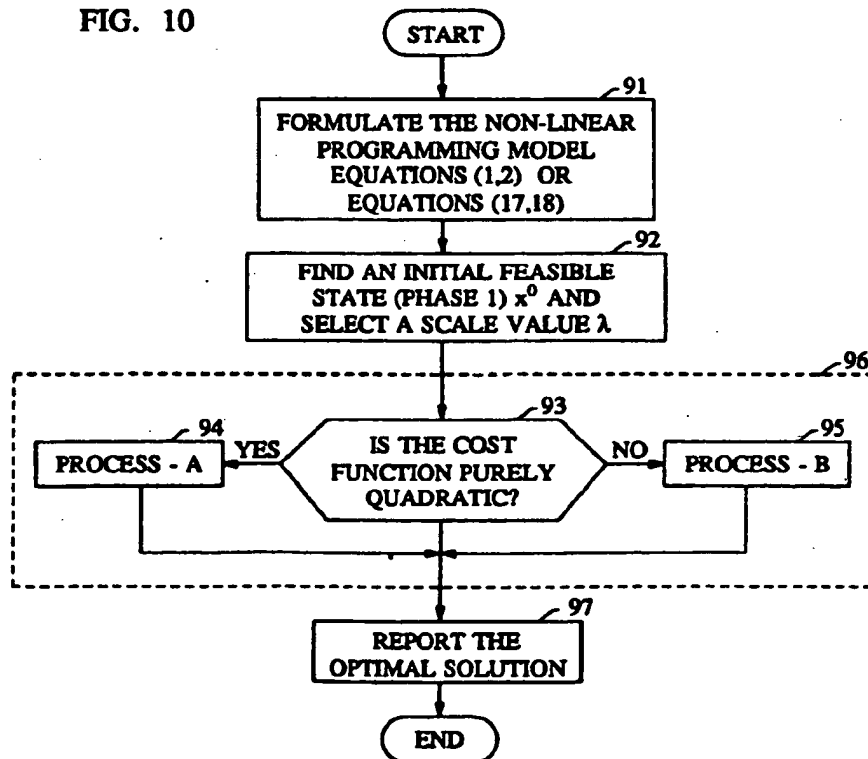 FIG. 10
START
91
FORMULATE THE NON-LINEAR
PROGRAMMING MODEL
EQUATIONS (1,2) OR
EQUATIONS (17,18)
92
FIND AN INITIAL FEASIBLE
STATE (PHASE 1) x⁰ AND
SELECT A SCALE VALUE λ
96
93
IS THE COST
FUNCTION PURELY
QUADRATIC?
94
YES
PROCESS - A
NO
95
PROCESS - B
97
REPORT THE
OPTIMAL SOLUTION
END